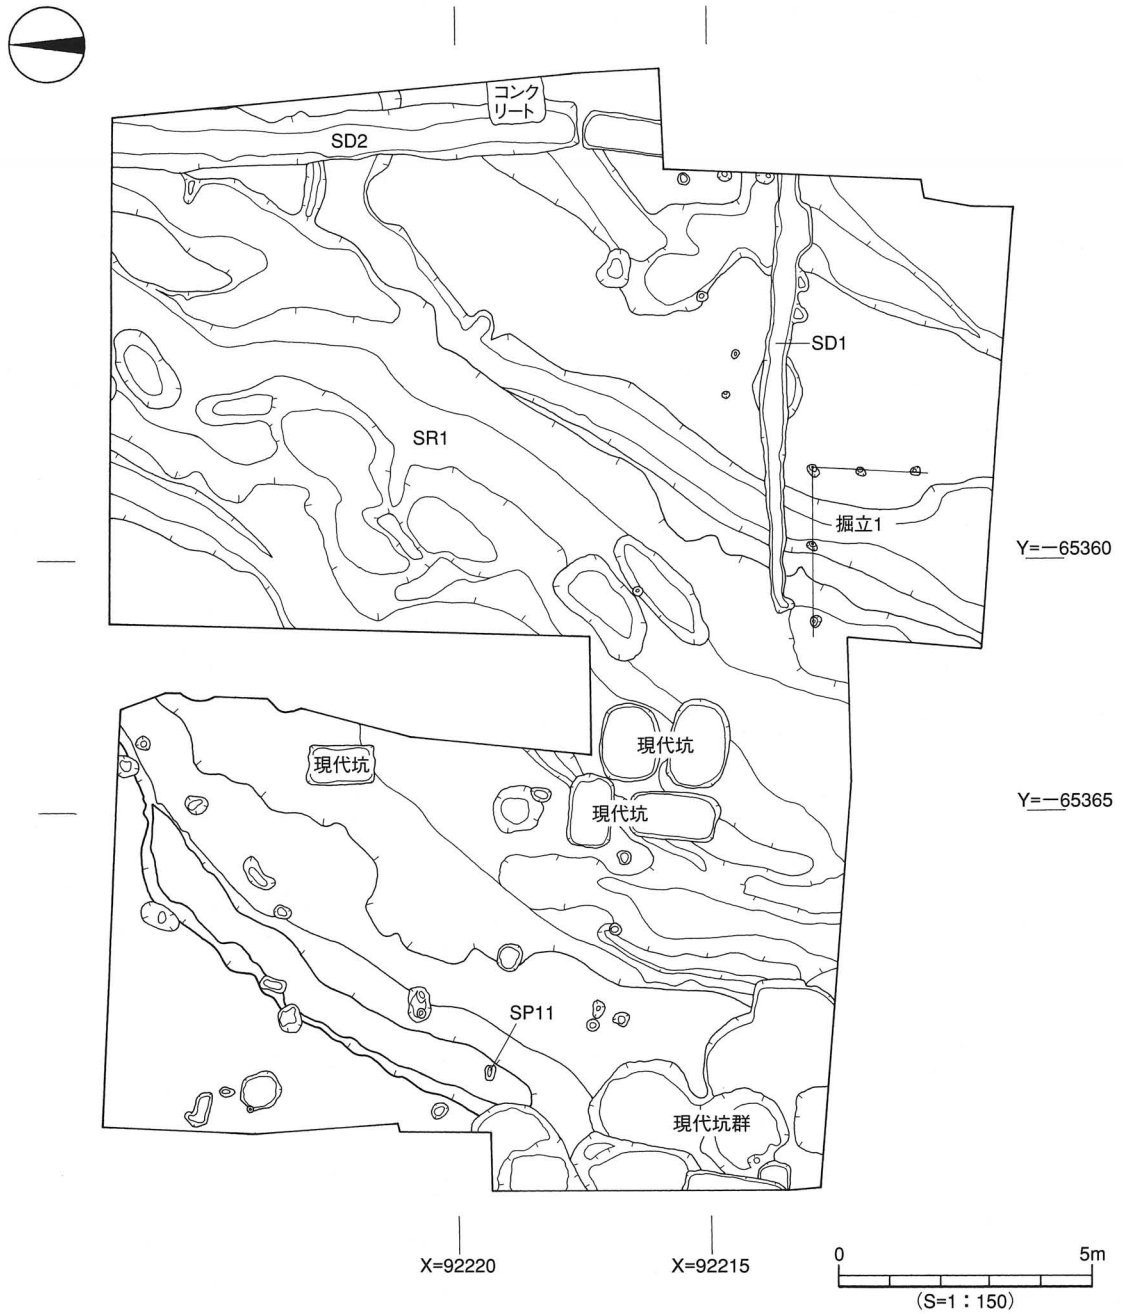 コンク
リート
SD2
SD1
SR1
掘立1
Y=－65360
現代坑
現代坑
現代坑
Y=－65365
SP11
現代坑群
X=92220
X=92215
0
5m
(S=1：150)